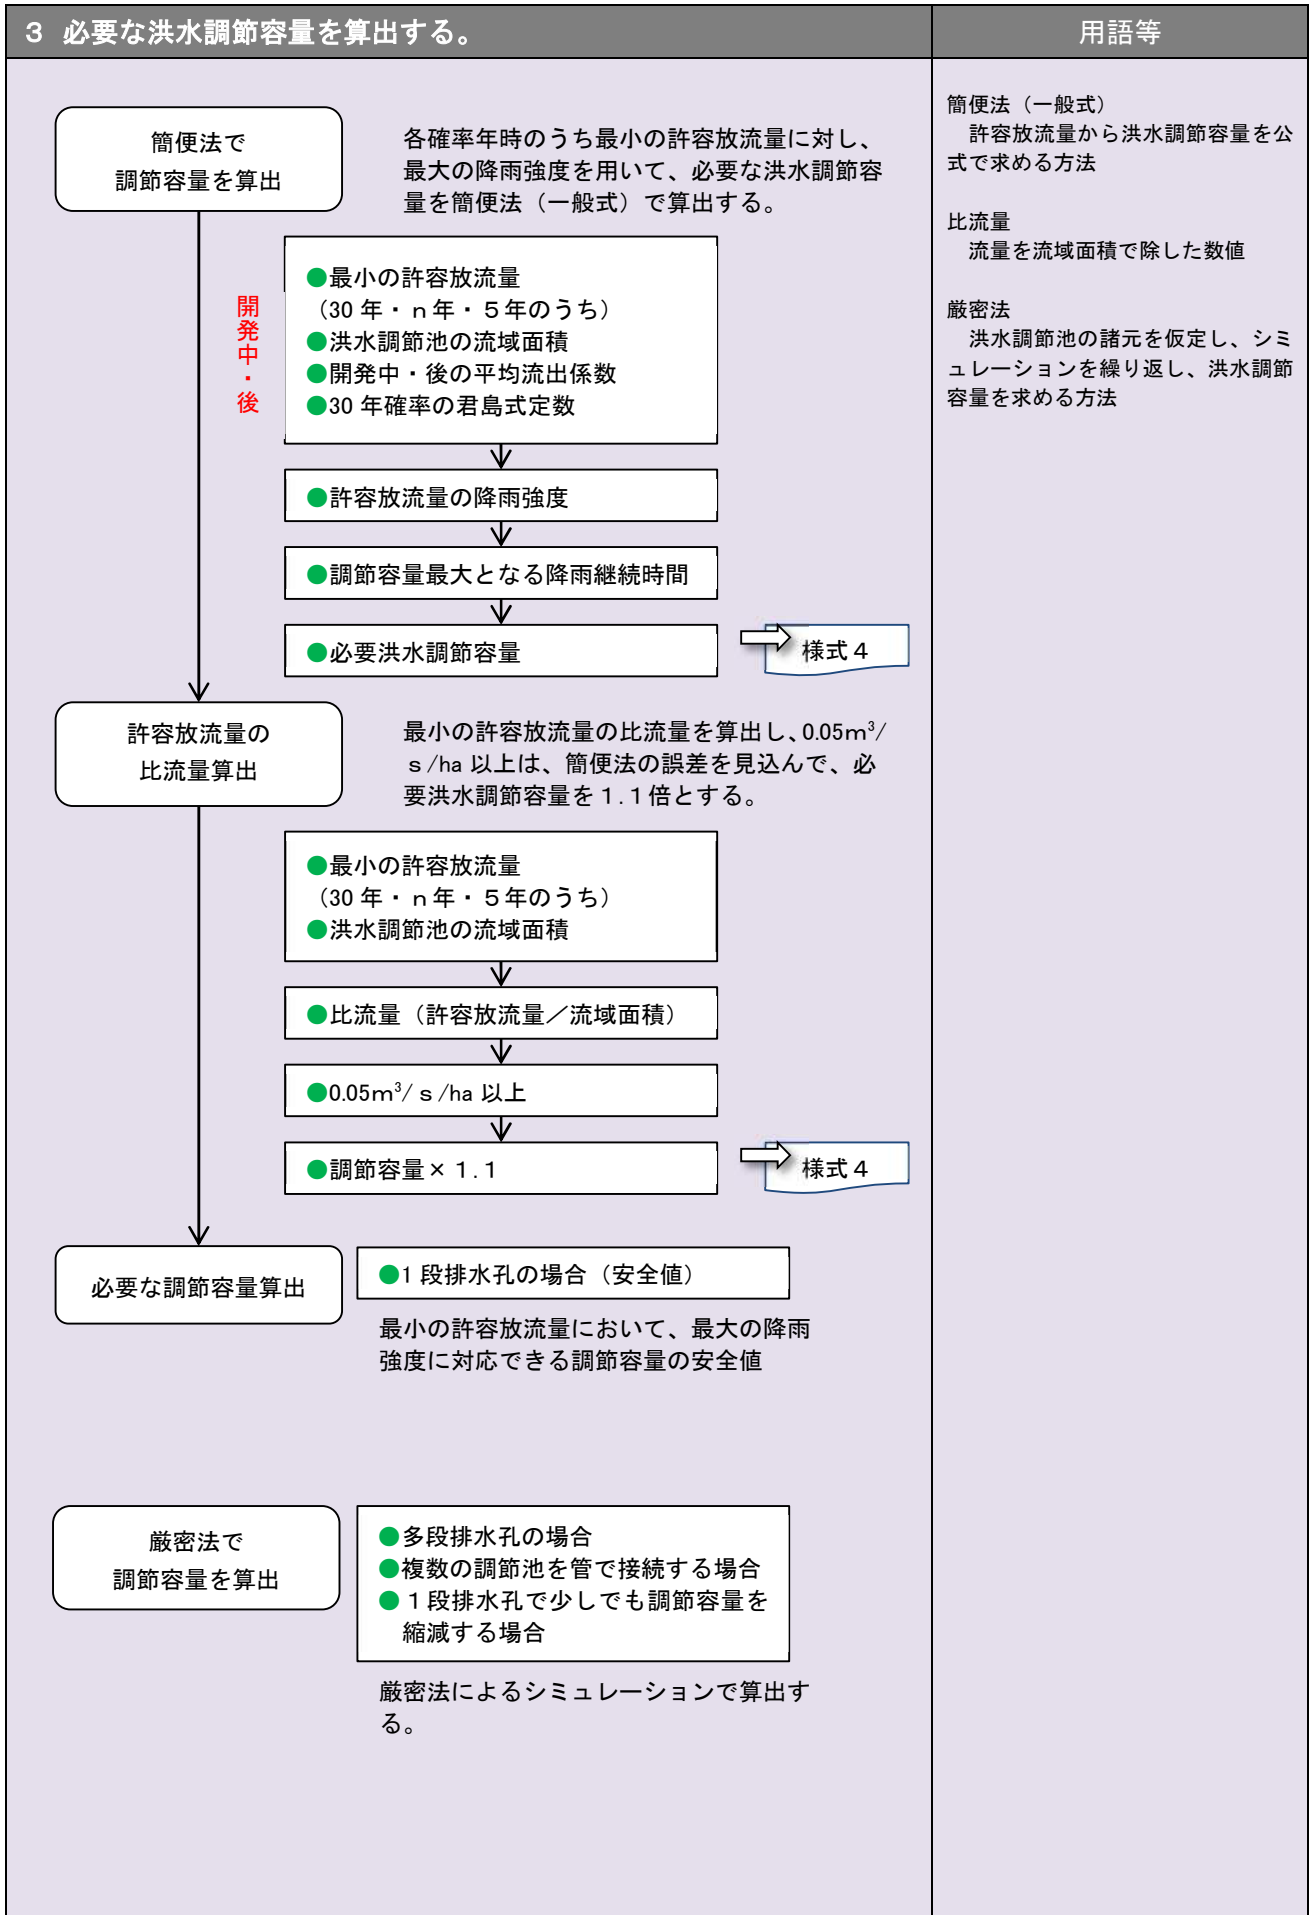 ３ 必要な洪水調節容量を算出する。
用語等
簡便法で
調節容量を算出
各確率年時のうち最小の許容放流量に対し、
最大の降雨強度を用いて、必要な洪水調節容
量を簡便法（一般式）で算出する。
開発中・後
●最小の許容放流量
（30 年・ｎ年・５年のうち）
●洪水調節池の流域面積
●開発中・後の平均流出係数
●30 年確率の君島式定数
●許容放流量の降雨強度
●調節容量最大となる降雨継続時間
●必要洪水調節容量
様式４
許容放流量の
比流量算出
最小の許容放流量の比流量を算出し、0.05ｍ³/
ｓ/ha 以上は、簡便法の誤差を見込んで、必
要洪水調節容量を１.１倍とする。
●最小の許容放流量
（30 年・ｎ年・５年のうち）
●洪水調節池の流域面積
●比流量（許容放流量／流域面積）
●0.05ｍ³/ｓ/ha 以上
●調節容量×１.１
様式４
必要な調節容量算出
●1 段排水孔の場合（安全値）
最小の許容放流量において、最大の降雨
強度に対応できる調節容量の安全値
厳密法で
調節容量を算出
●多段排水孔の場合
●複数の調節池を管で接続する場合
●１段排水孔で少しでも調節容量を
縮減する場合
厳密法によるシミュレーションで算出す
る。
簡便法（一般式）
許容放流量から洪水調節容量を公
式で求める方法
比流量
流量を流域面積で除した数値
厳密法
洪水調節池の諸元を仮定し、シミ
ュレーションを繰り返し、洪水調節
容量を求める方法